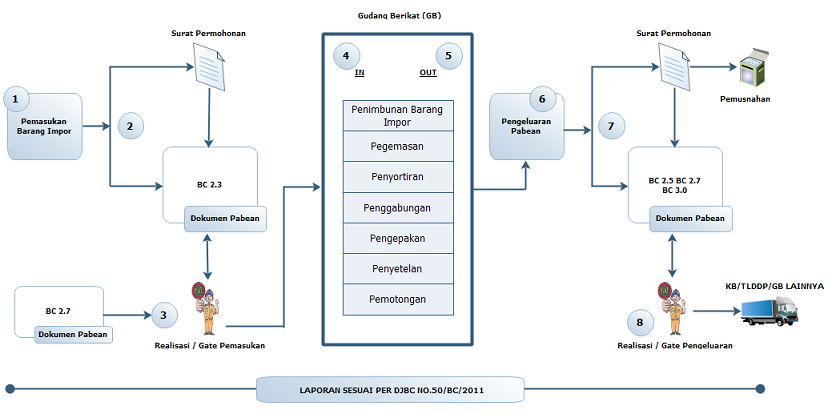 Gudang Berikat (GB)
Surat Permohonan
Surat Permohonan
4
5
IN
OUT
1
Pemasukan
Barang Impor
2
6
Pengeluaran
Pabean
7
Pemusnahan
Penimbunan Barang
Impor
Pegemasan
Penyortiran
Penggabungan
Pengepakan
Penyetelan
Pemotongan
BC 2.3
Dokumen Pabean
BC 2.5 BC 2.7
BC 3.0
Dokumen Pabean
BC 2.7
Dokumen Pabean
3
Realisasi / Gate Pemasukan
8
Realisasi / Gate Pengeluaran
KB/TLDDP/GB LAINNYA
LAPORAN SESUAI PER DJBC NO.50/BC/2011